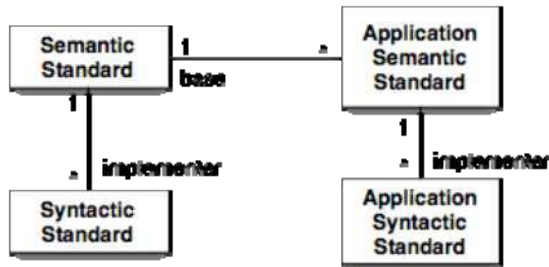 Semantic
Standard
1
*
base
Application
Semantic
Standard
1
1
*
implementer
*
implementer
Syntactic
Standard
Application
Syntactic
Standard